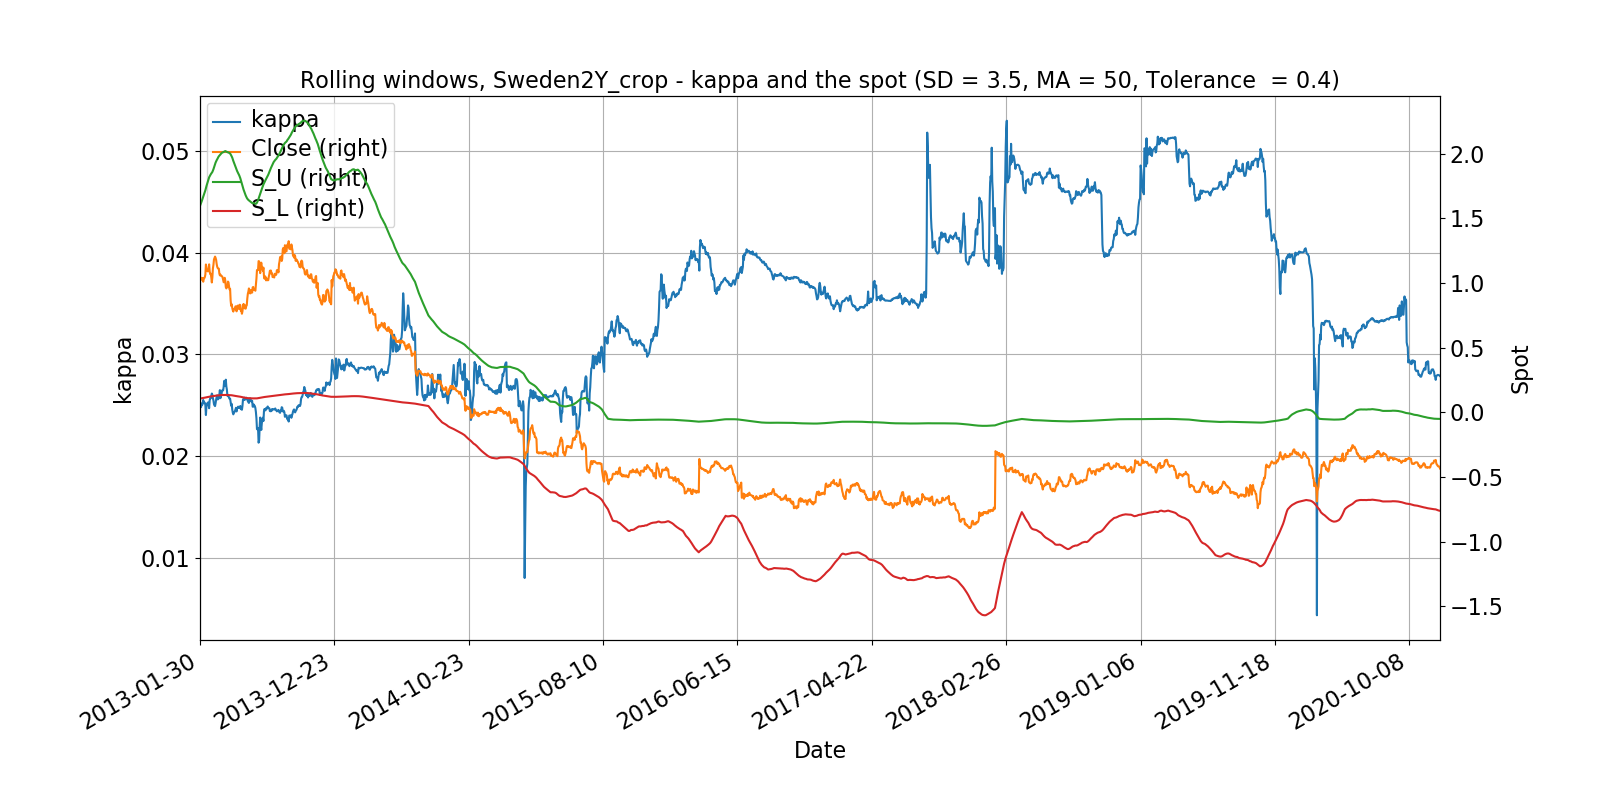 Rolling windows, Sweden2Y_crop - kappa and the spot (SD = 3.5, MA = 50, Tolerance  = 0.4)
kappa
Close (right)
S_U (right)
S_L (right)
0.05
0.04
0.03
0.02
0.01
kappa
2.0
1.5
1.0
0.5
0.0
−0.5
−1.0
−1.5
Spot
2013-01-30
2013-12-23
2014-10-23
2015-08-10
2016-06-15
2017-04-22
2018-02-26
2019-01-06
2019-11-18
2020-10-08
Date